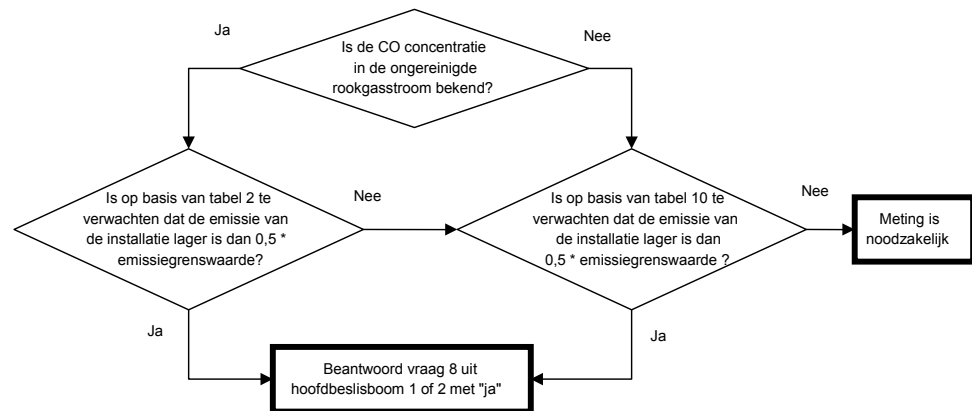 Ja
Nee
Is de CO concentratie
in de ongereinigde
rookgasstroom bekend?
Is op basis van tabel 2 te
verwachten dat de emissie van
de installatie lager is dan 0,5 *
emissiegrenswaarde?
Nee
Is op basis van tabel 10 te
verwachten dat de emissie van
de installatie lager is dan
0,5 * emissiegrenswaarde ?
Nee
Meting is
noodzakelijk
Ja
Ja
Beantwoord vraag 8 uit
hoofdbeslisboom 1 of 2 met "ja"